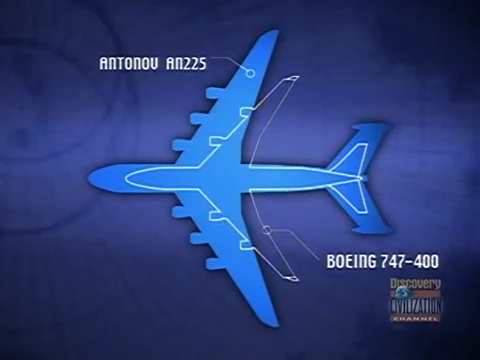 ANTONOV AN225
BOEING 747-400
Discovery
CIVILIZATION
CHANNEL